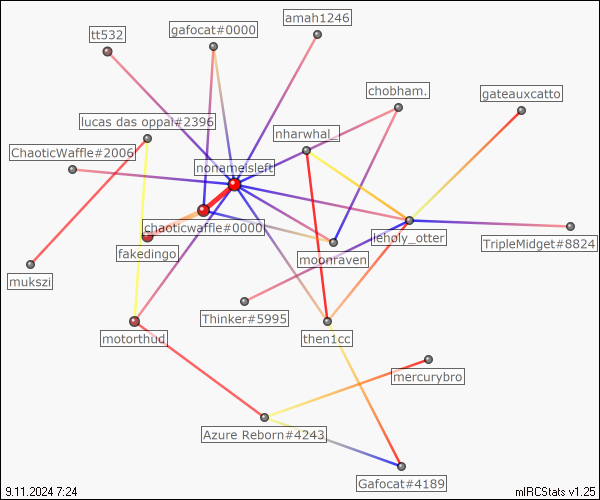 amah1246
gafocat#0000
tt532
chobham.
gateauxcatto
lucas das oppai#2396
nharwhal_
ChaoticWaffle#2006
nonameisleft
chaoticwaffle#0000
leholy_otter
TripleMidget#8824
fakedingo
moonraven
mukszi
Thinker#5995
motorthud
then1cc
mercurybro
Azure Reborn#4243
Gafocat#4189
9.11.2024 7:24
mIRCStats v1.25